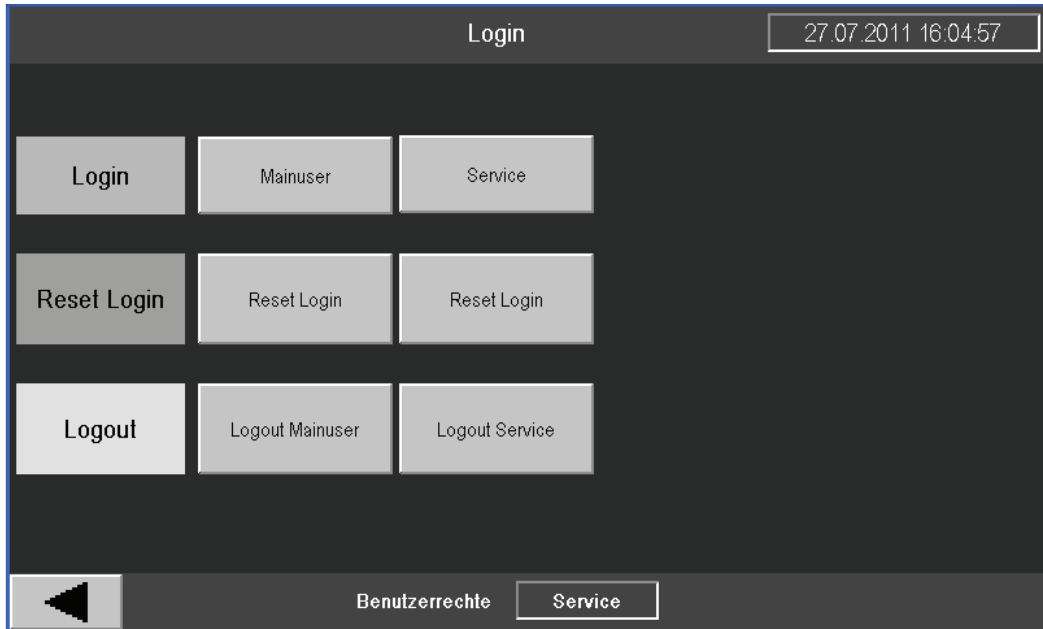 Login
27.07.2011 16:04:57
Login
Mainuser
Service
Reset Login
Reset Login
Reset Login
Logout
Logout Mainuser
Logout Service
Benutzerrechte
Service